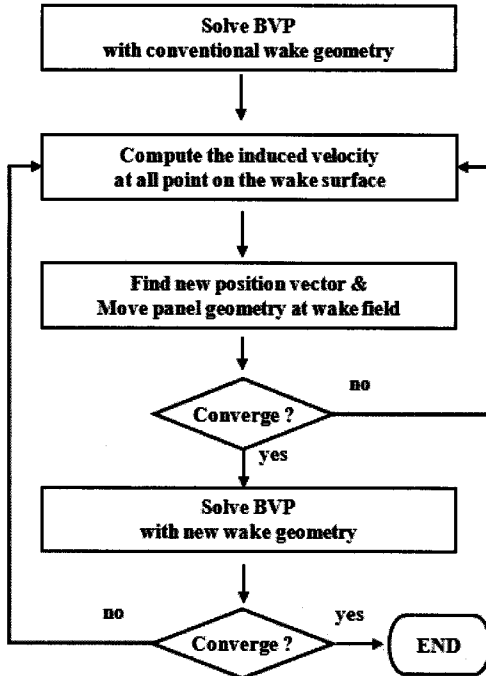 Solve BVP
with conventional wake geometry
Compute the induced velocity
at all point on the wake surface
Find new position vector &
Move panel geometry at wake field
no
Converge ?
yes
Solve BVP
with new wake geometry
no
yes
Converge ?
END